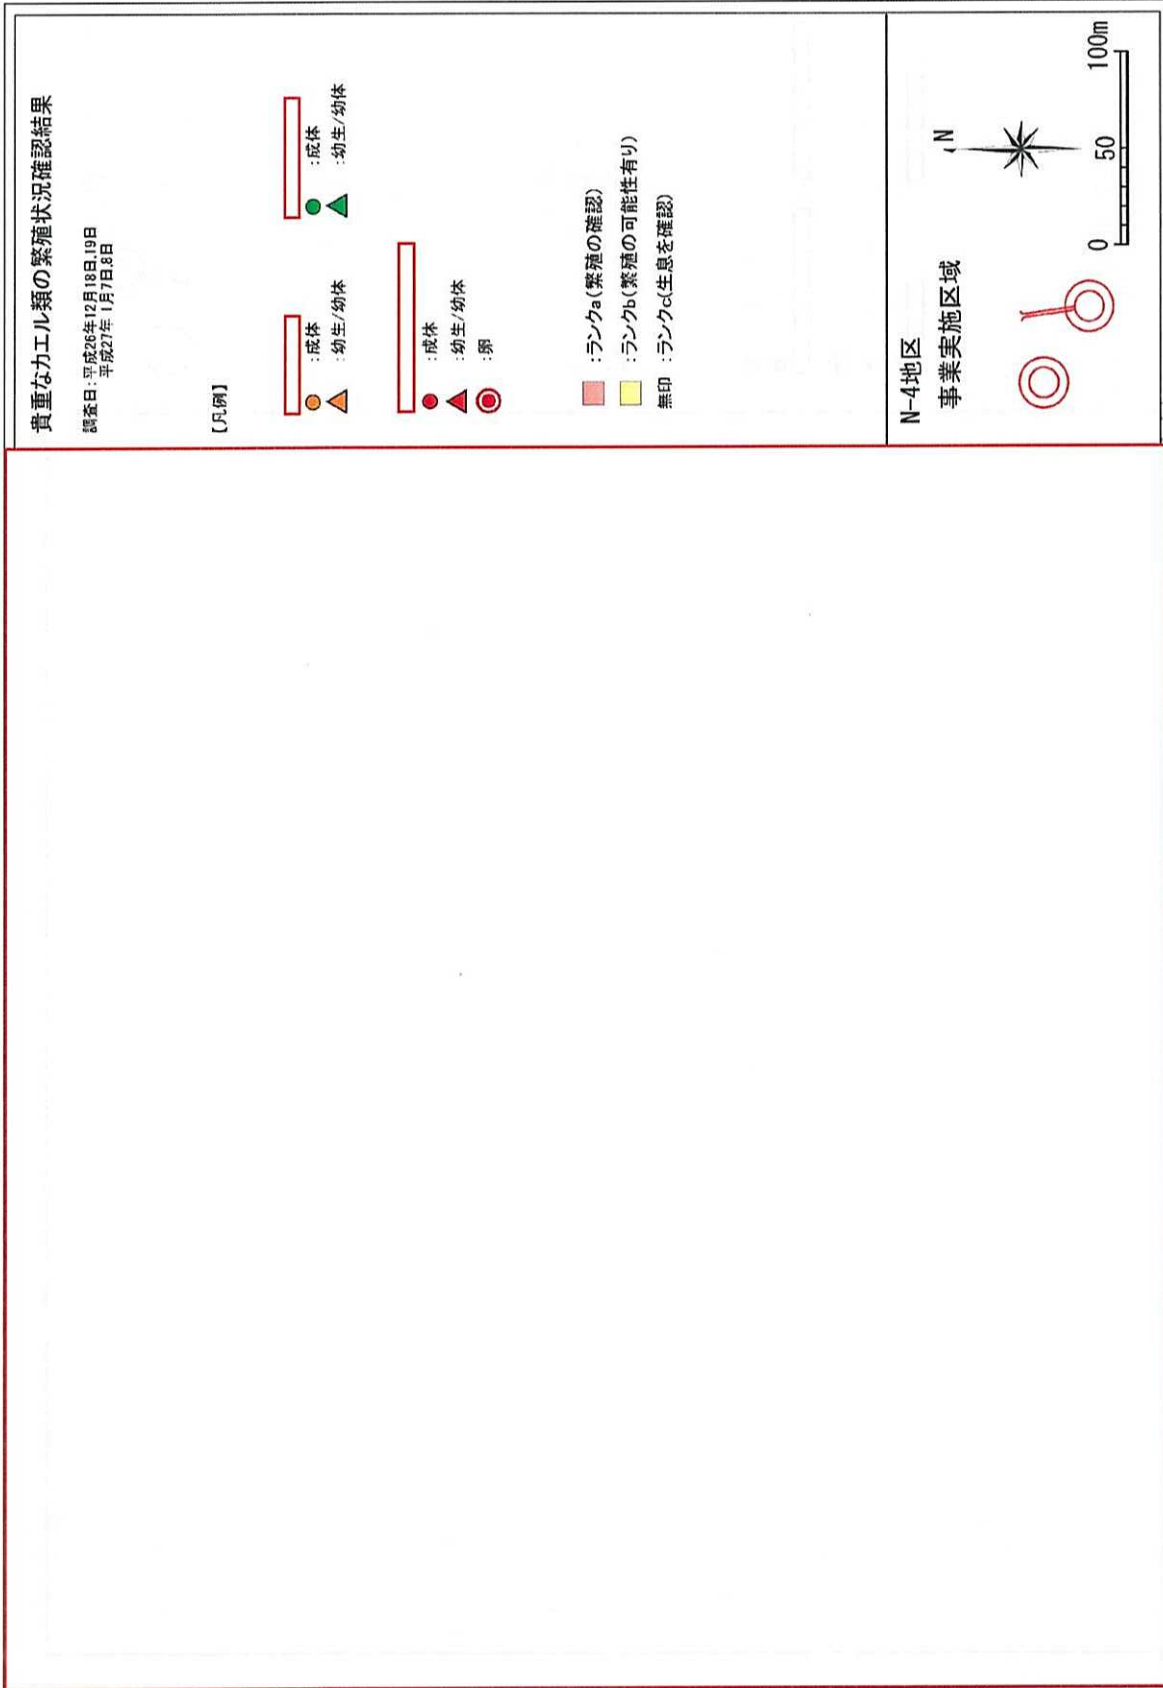 貴重なカエル類の繁殖状況確認結果
調査日:平成26年12月18日,19日
平成27年 1月7日,8日
【凡例】
:成体
:幼生/幼体
:成体
:幼生/幼体
:成体
:幼生/幼体
:卵
:ランクa(繁殖の確認)
:ランクb(繁殖の可能性有り)
無印 :ランクc(生息を確認)
N-4地区
事業実施区域
N
0 50 100m